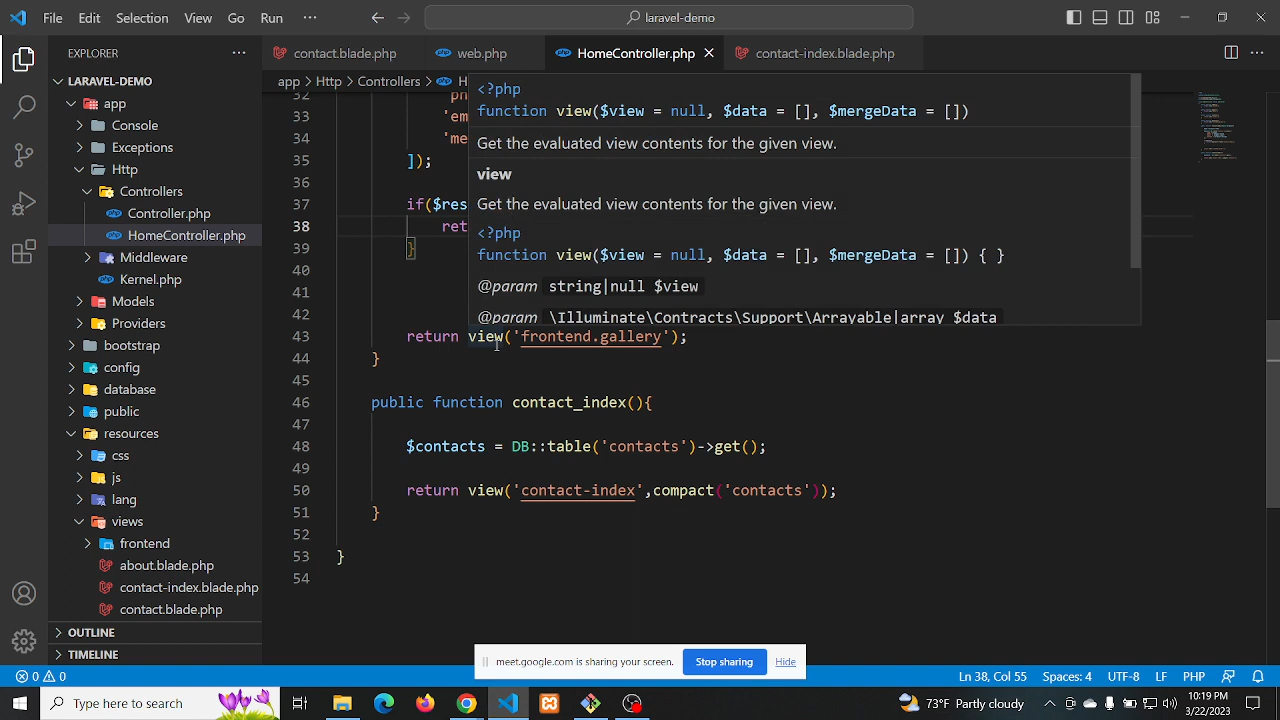 File Edit Selection View Go Run ··· laravel-demo
EXPLORER ···
contact.blade.php web.php HomeController.php contact-index.blade.php
LARAVEL-DEMO
app > Http > Controllers >
app
Console
Exceptions
Http
Controllers
Controller.php
HomeController.php
Middleware
Kernel.php
Models
Providers
bootstrap
config
database
public
resources
css
js
lang
views
frontend
about.blade.php
contact-index.blade.php
contact.blade.php
OUTLINE
TIMELINE
<?php
function view($view = null, $data = [], $mergeData = [])
Get the evaluated view contents for the given view.
view
Get the evaluated view contents for the given view.
<?php
function view($view = null, $data = [], $mergeData = []) { }
@param string|null $view
@param \Illuminate\Contracts\Support\Arrayable|array $data
32
33 'em
34 'me
35 ]);
36
37 if($res
38 ret
39 }
40
41
42
43 return view('frontend.gallery');
44 }
45
46 public function contact_index(){
47
48 $contacts = DB::table('contacts')->get();
49
50 return view('contact-index',compact('contacts'));
51 }
52
53 }
54
meet.google.com is sharing your screen. Stop sharing Hide
0 0 Ln 38, Col 55 Spaces: 4 UTF-8 LF PHP
Type here to search 73°F Partly cloudy 10:19 PM
3/22/2023